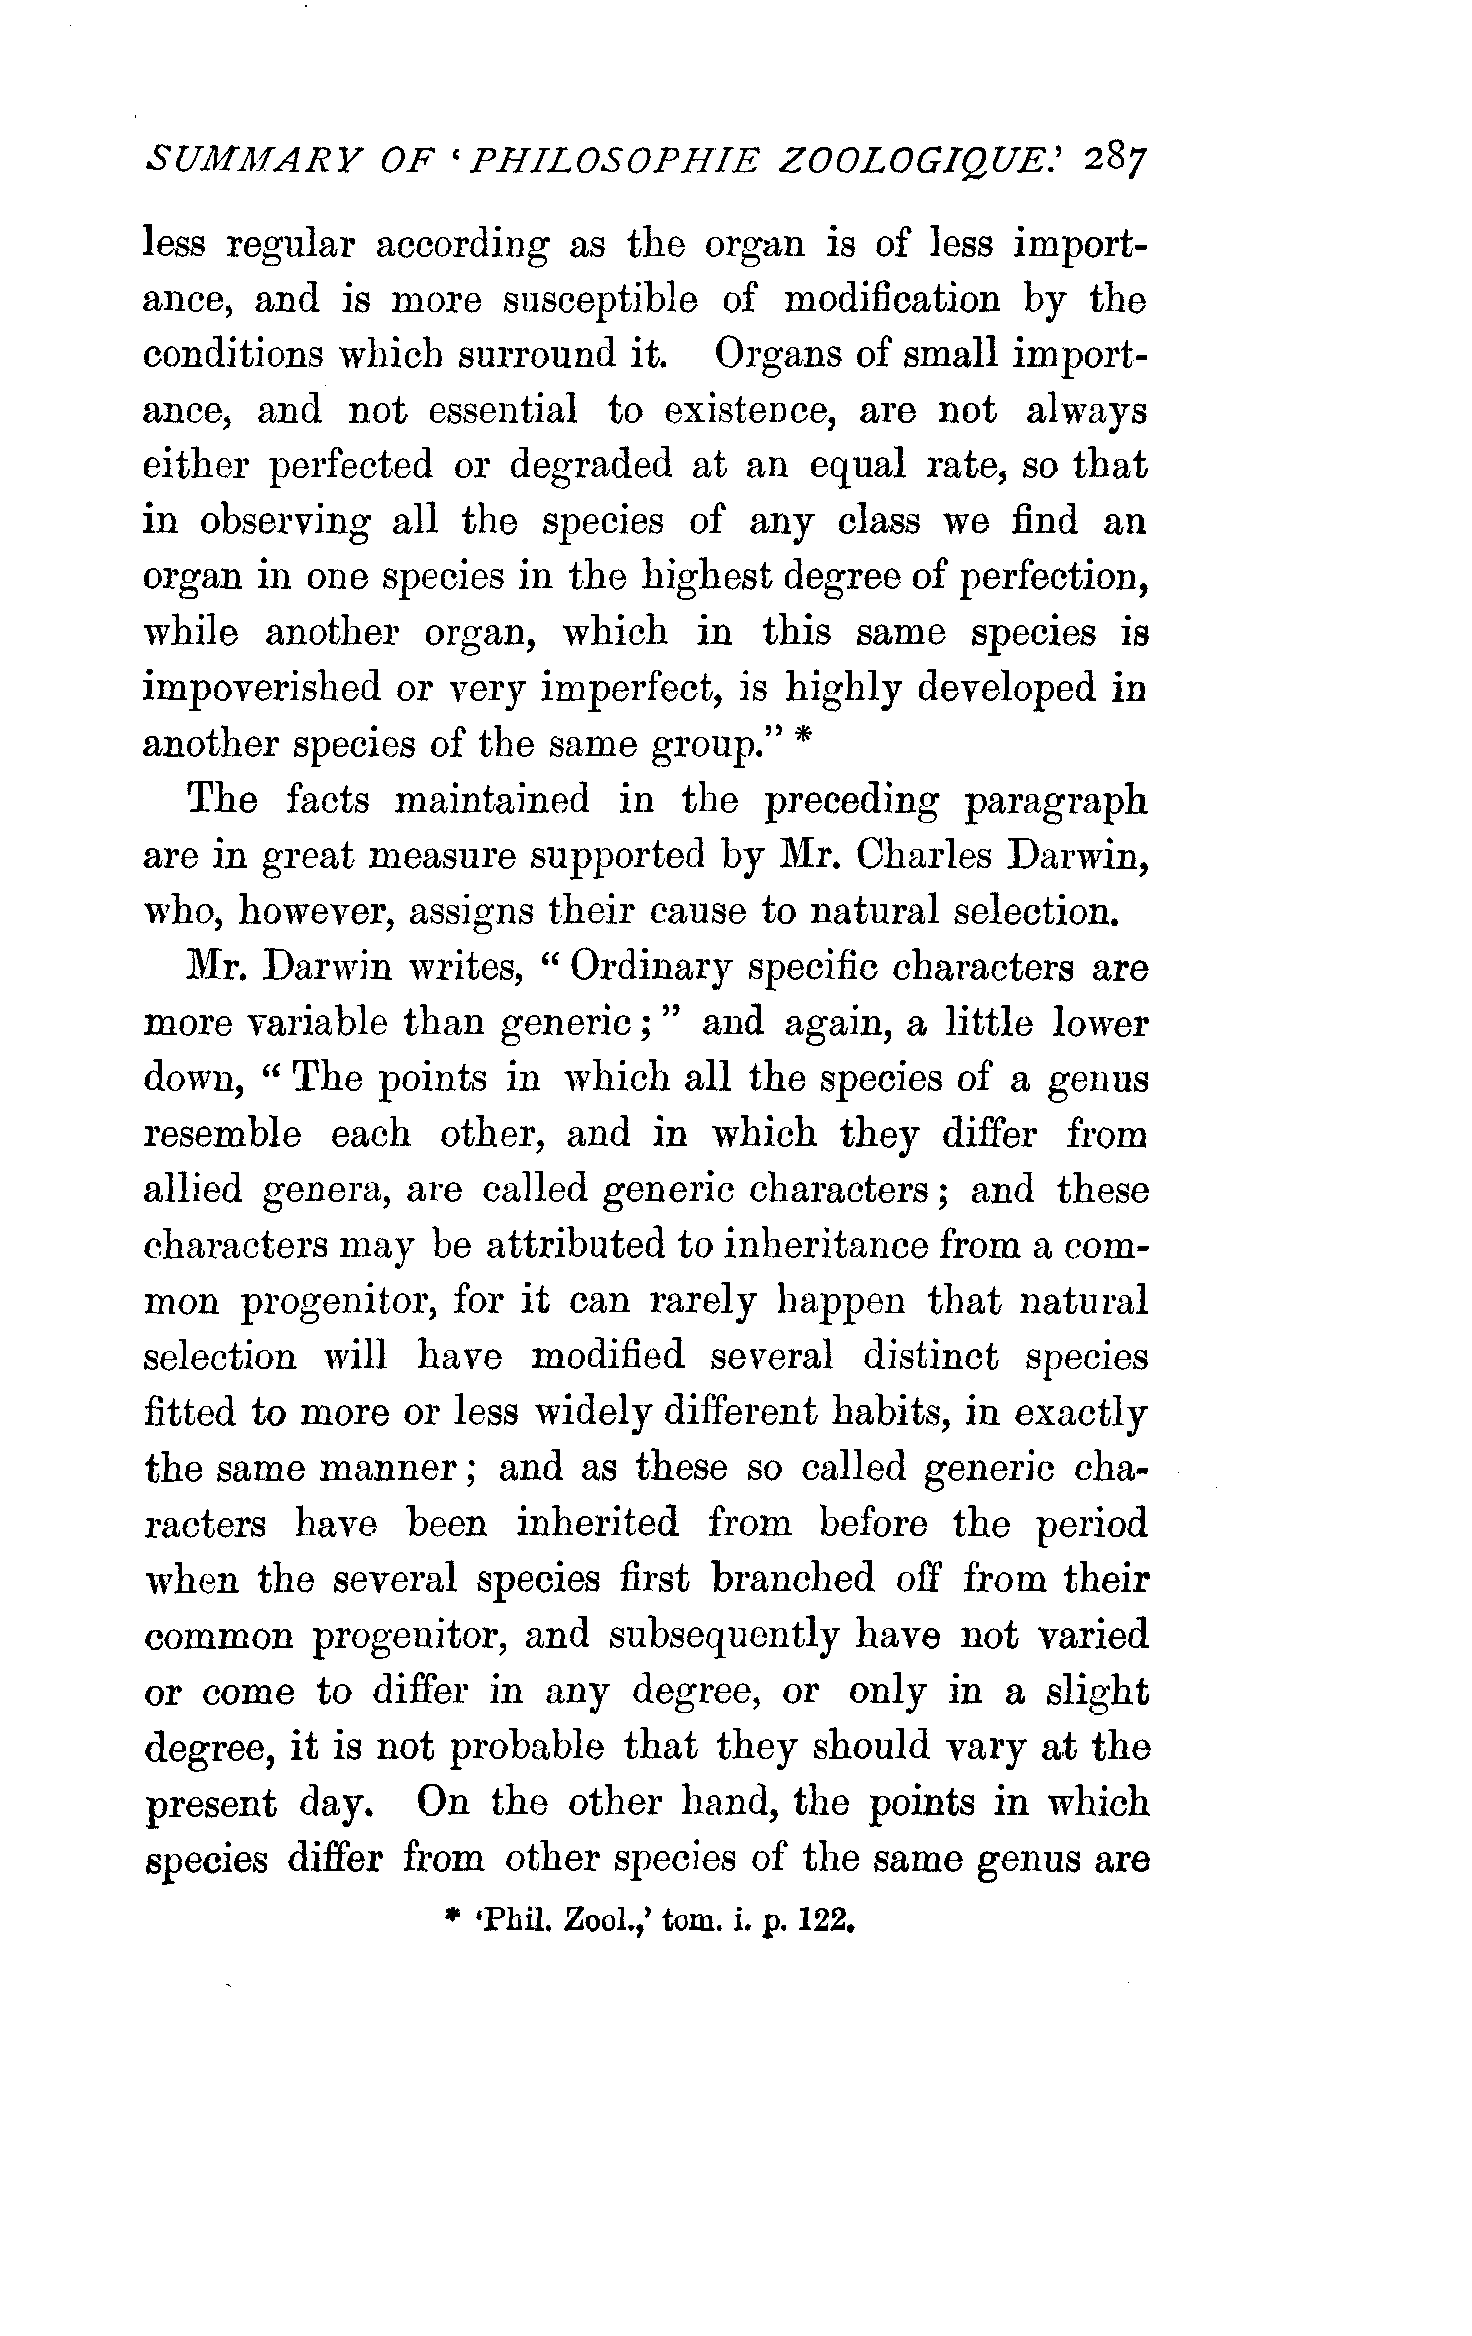 SUMMARY OF ‘PHILOSOPHIE ZOOLOGIQUE.’ 287
less regular according as the organ is of less import-
ance, and is more susceptible of modification by the
conditions which surround it. Organs of small import-
ance, and not essential to existence, are not always
either perfected or degraded at an equal rate, so that
in observing all the species of any class we find an
organ in one species in the highest degree of perfection,
while another organ, which in this same species is
impoverished or very imperfect, is highly developed in
another species of the same group.” *
The facts maintained in the preceding paragraph
are in great measure supported by Mr. Charles Darwin,
who, however, assigns their cause to natural selection.
Mr. Darwin writes, “ Ordinary specific characters are
more variable than generic ; ” and again, a little lower
down, “ The points in which all the species of a genus
resemble each other, and in which they differ from
allied genera, are called generic characters ; and these
characters may be attributed to inheritance from a com-
mon progenitor, for it can rarely happen that natural
selection will have modified several distinct species
fitted to more or less widely different habits, in exactly
the same manner ; and as these so called generic cha-
racters have been inherited from before the period
when the several species first branched off from their
common progenitor, and subsequently have not varied
or come to differ in any degree, or only in a slight
degree, it is not probable that they should vary at the
present day. On the other hand, the points in which
species differ from other species of the same genus are
* ‘Phil. Zool.,’ tom. i. p. 122.